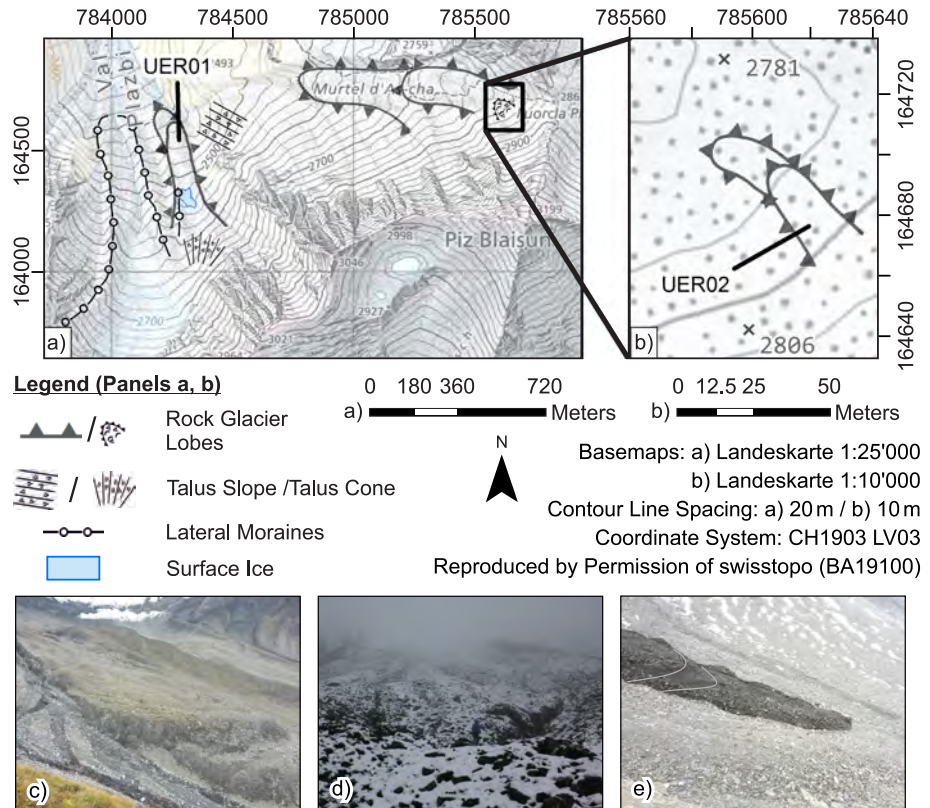 784000 784500 785000 785500 785560 785600 785640
164500
164000
164720
164680
164640
UER01
Val
Plazbi
2493
2500
2759
Murtel d'
2700
2900
Piz Blaisun
2998
3046
2927
3021
2964
2700
a)
2781
UER02
2806
b)
Legend (Panels a, b)
Rock Glacier
Lobes
Talus Slope /Talus Cone
Lateral Moraines
Surface Ice
a) 0 180 360 720 Meters
b) 0 12.5 25 50 Meters
N
Basemaps: a) Landeskarte 1:25'000
b) Landeskarte 1:10'000
Contour Line Spacing: a) 20 m / b) 10 m
Coordinate System: CH1903 LV03
Reproduced by Permission of swisstopo (BA19100)
c)
d)
e)